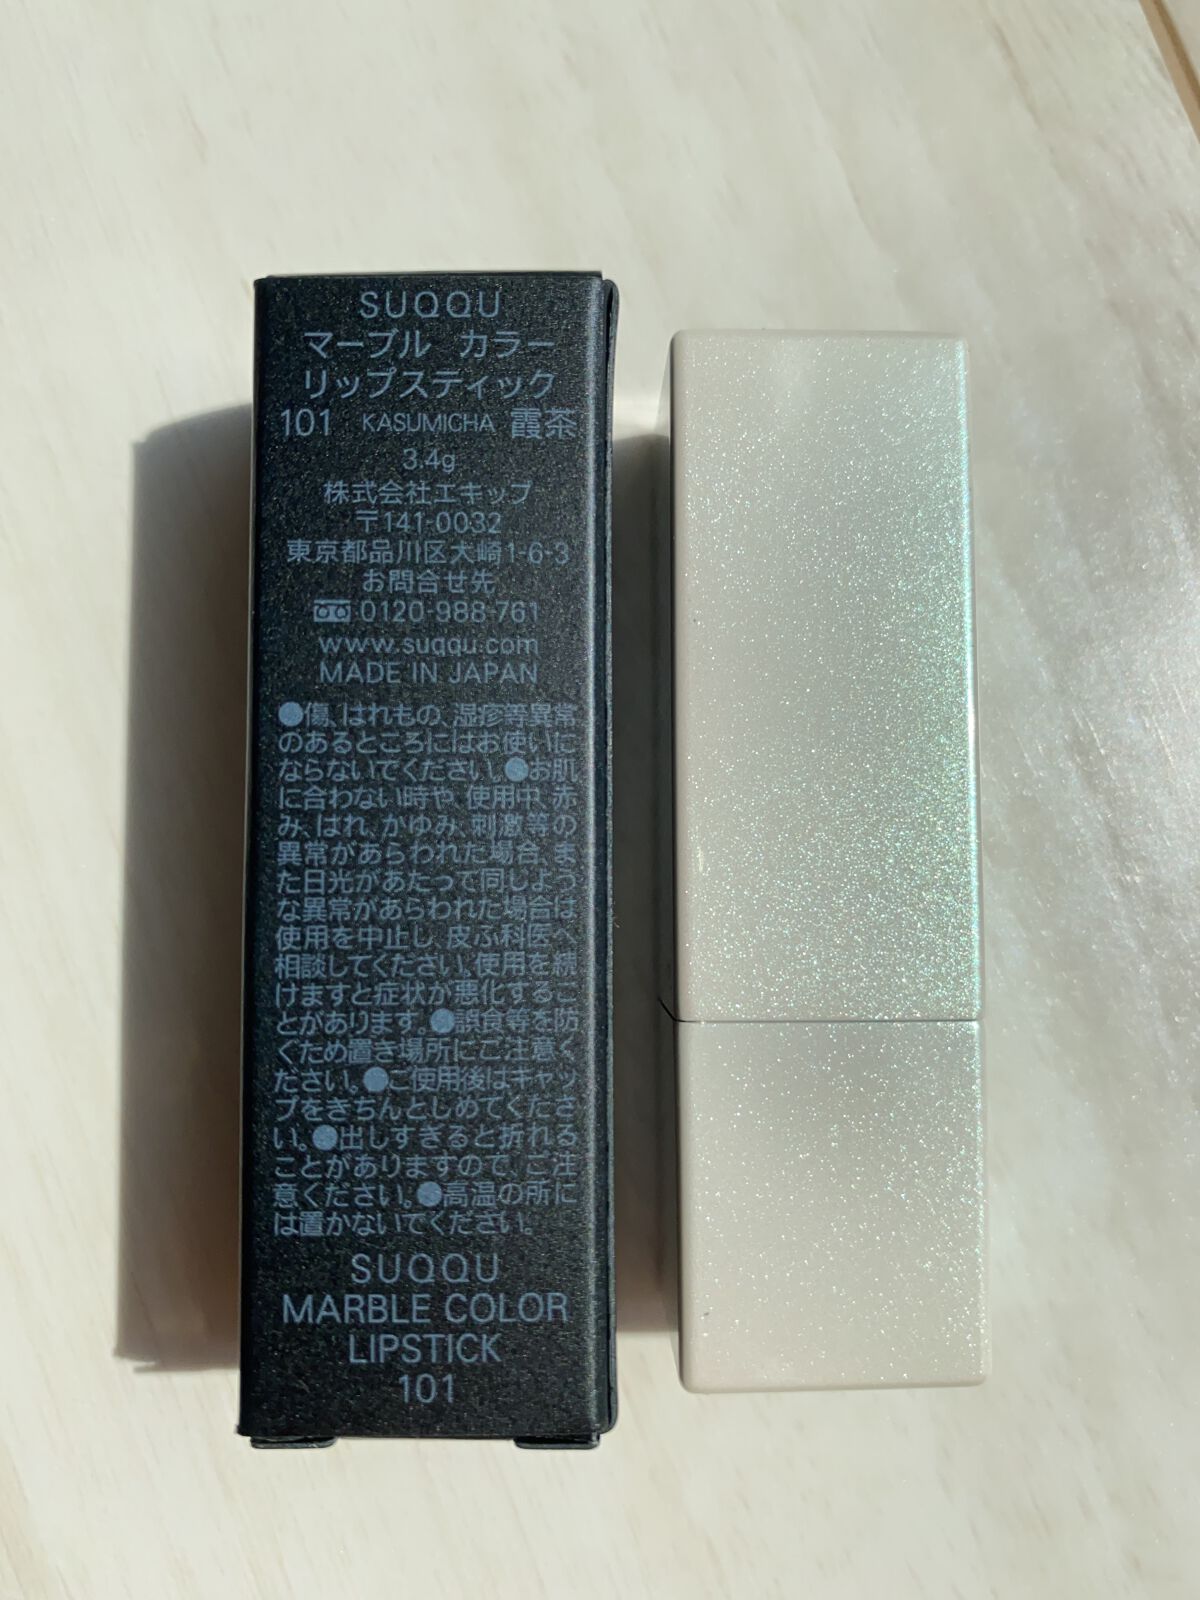 SUQQU
マーブル カラー
リップスティック
101 KASUMICHA 霞茶
3.4g
株式会社エキップ
〒141-0032
東京都品川区大崎1-6-3
お問合せ先
0120-988-761
www.suqqu.com
MADE IN JAPAN
●傷、はれもの、湿疹等異常
のあるところにはお使いに
ならないでください。●お肌
に合わない時や、使用中、赤
み、はれ、かゆみ、刺激等の
異常があらわれた場合、ま
た日光があたって同じよう
な異常があらわれた場合は
使用を中止し、皮ふ科医へ
相談してください。使用を続
けますと症状が悪化するこ
とがあります。●誤食等を防
ぐため置き場所にご注意く
ださい。●ご使用後はキャッ
プをきちんとしめてくださ
い。●出しすぎると折れる
ことがありますので、ご注
意ください。●高温の所に
は置かないでください。
SUQQU
MARBLE COLOR
LIPSTICK
101